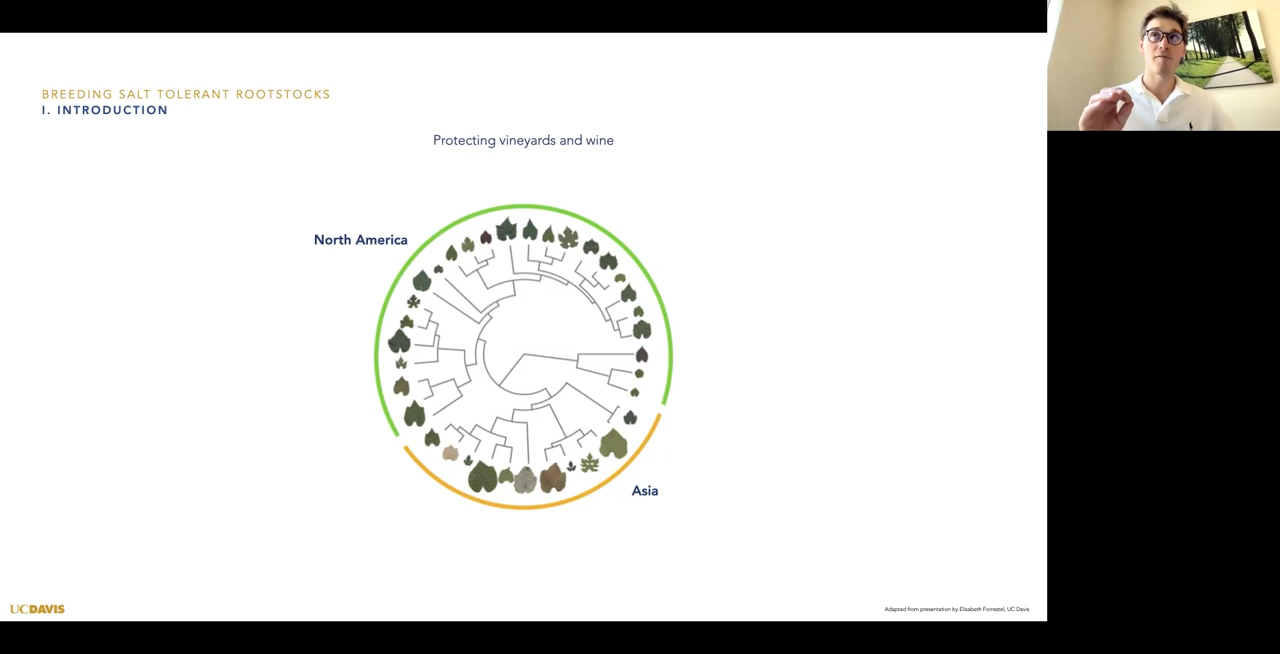 BREEDING SALT TOLERANT ROOTSTOCKS
I. INTRODUCTION
Protecting vineyards and wine
North America
Asia
UCDAVIS
Adapted from presentation by Elisabeth Forrestel, UC Davis